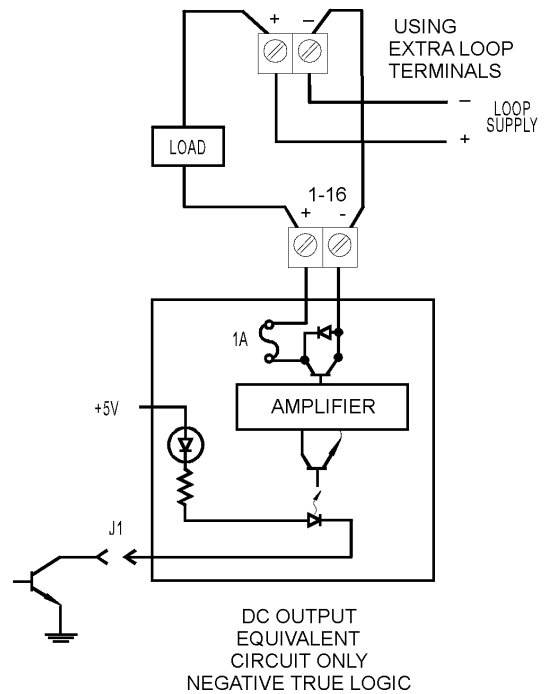 + −
USING
EXTRA LOOP
TERMINALS
−
LOOP
SUPPLY
+
LOAD
1-16
+ -
1A
+5V
AMPLIFIER
J1
DC OUTPUT
EQUIVALENT
CIRCUIT ONLY
NEGATIVE TRUE LOGIC